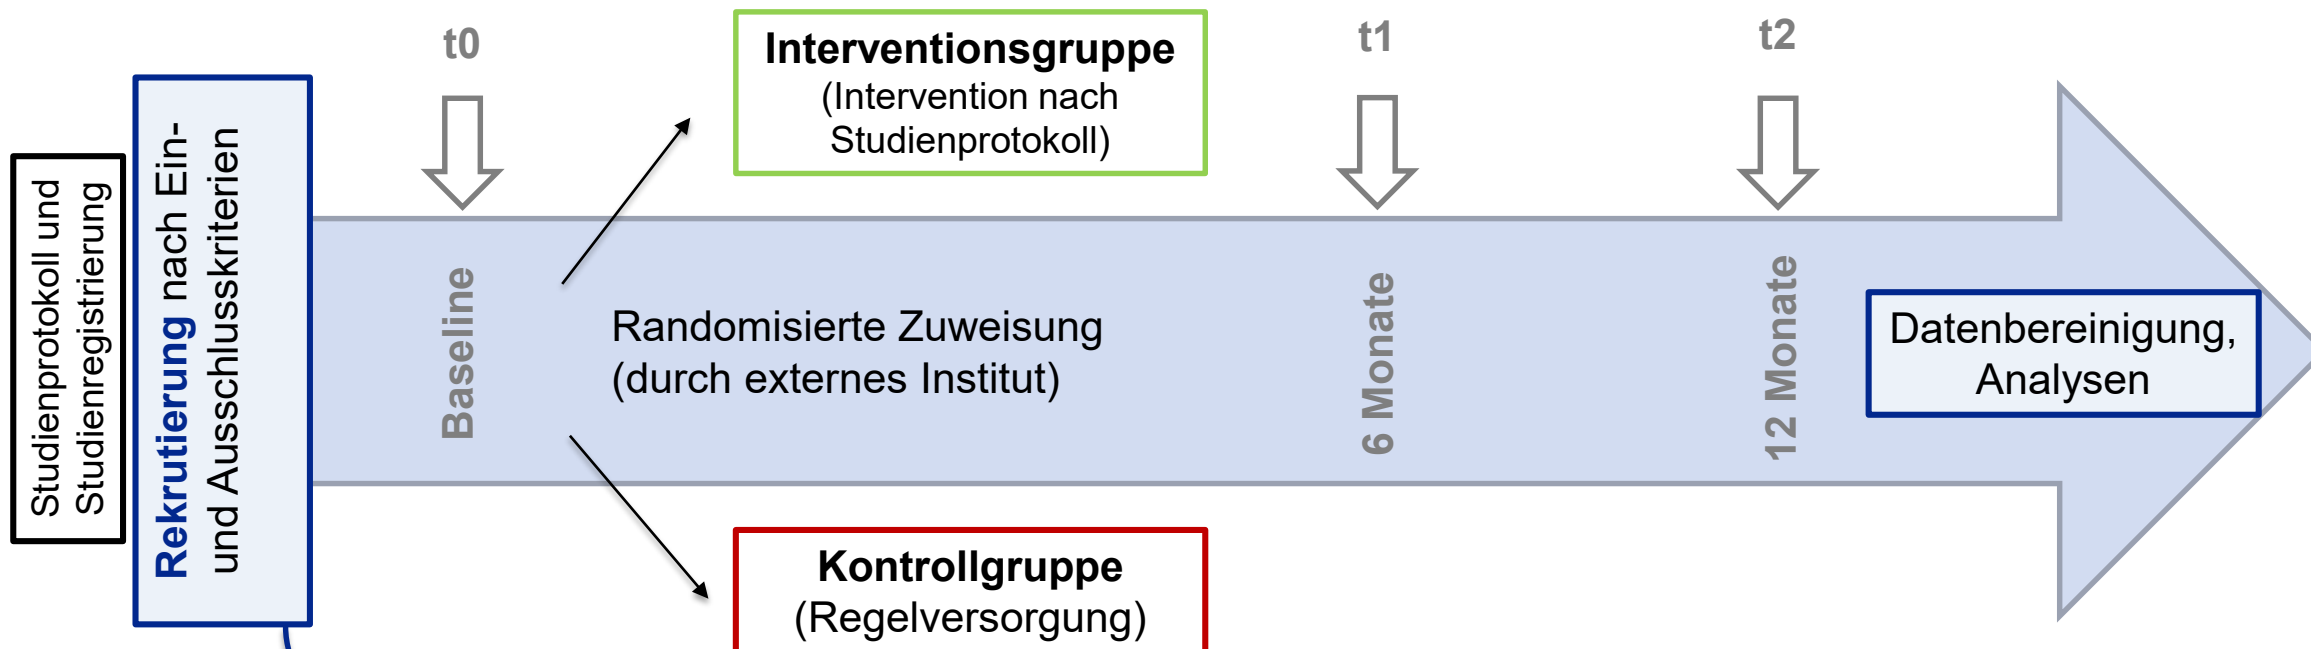 Studienprotokoll und
Studienregistrierung
Rekrutierung nach Ein-
und Ausschlusskriterien
t0
Baseline
Interventionsgruppe
(Intervention nach
Studienprotokoll)
Randomisierte Zuweisung
(durch externes Institut)
Kontrollgruppe
(Regelversorgung)
t1
6 Monate
t2
12 Monate
Datenbereinigung,
Analysen